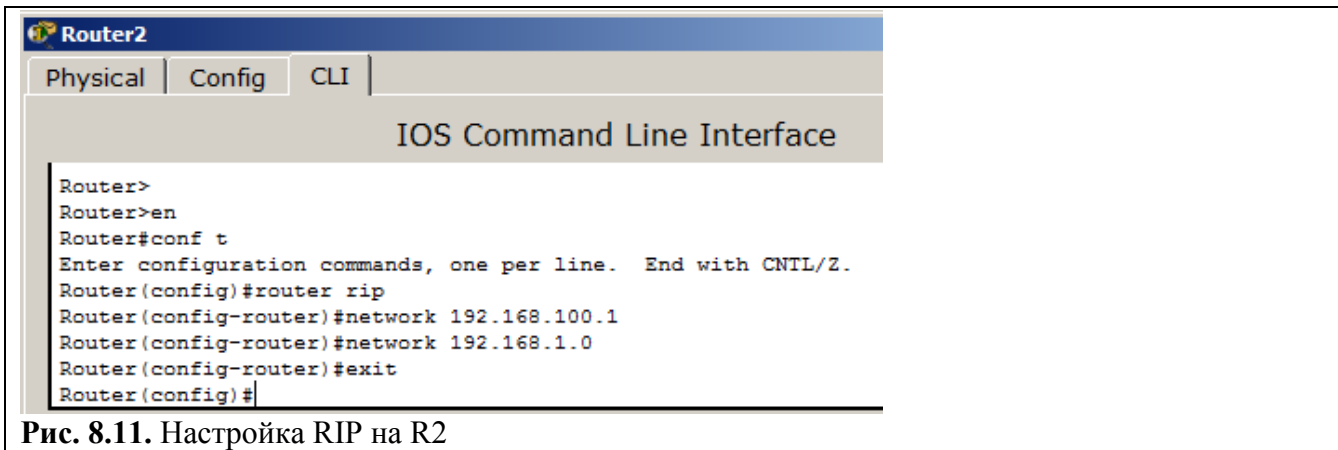 Router2
Physical Config CLI
IOS Command Line Interface
Router>
Router>en
Router#conf t
Enter configuration commands, one per line.  End with CNTL/Z.
Router(config)#router rip
Router(config-router)#network 192.168.100.1
Router(config-router)#network 192.168.1.0
Router(config-router)#exit
Router(config)#
Рис. 8.11. Настройка RIP на R2